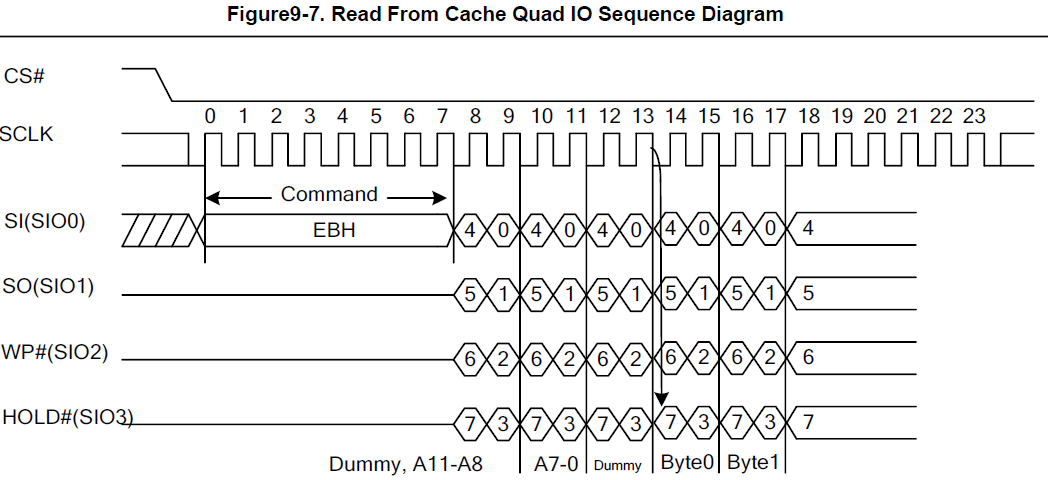 Figure9-7. Read From Cache Quad IO Sequence Diagram
CS#
0 1 2 3 4 5 6 7 8 9 10 11 12 13 14 15 16 17 18 19 20 21 22 23
SCLK
Command
SI(SIO0) EBH 4 0 4 0 4 0 4 0 4 0 4
SO(SIO1) 5 1 5 1 5 1 5 1 5 1 5
WP#(SIO2) 6 2 6 2 6 2 6 2 6 2 6
HOLD#(SIO3) 7 3 7 3 7 3 7 3 7 3 7
Dummy, A11-A8 A7-0 Dummy Byte0 Byte1